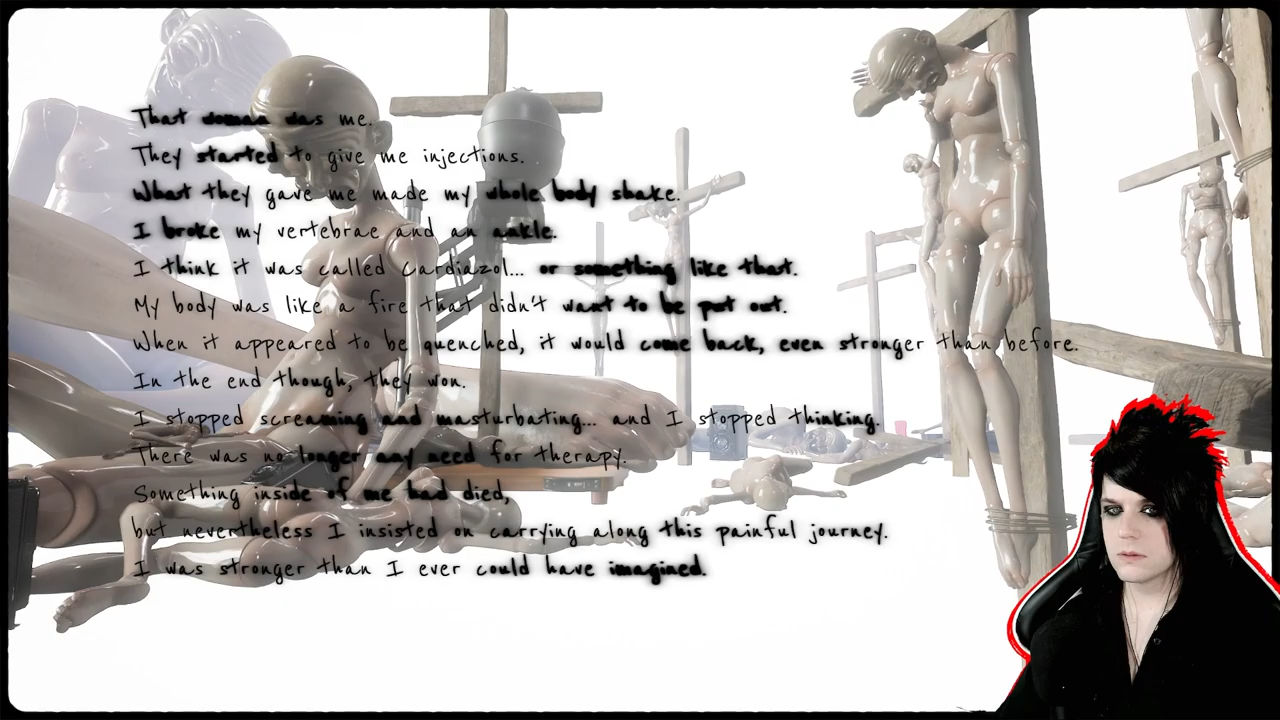 That woman was me.
They started to give me injections.
What they gave me made my whole body shake.
I broke my vertebrae and an ankle.
I think it was called Cardiazol... or something like that.
My body was like a fire that didn't want to be put out.
When it appeared to be quenched, it would come back, even stronger than before.
In the end though, they won.
I stopped screaming and masturbating... and I stopped thinking.
There was no longer any need for therapy.
Something inside of me had died,
but nevertheless I insisted on carrying along this painful journey.
I was stronger than I ever could have imagined.